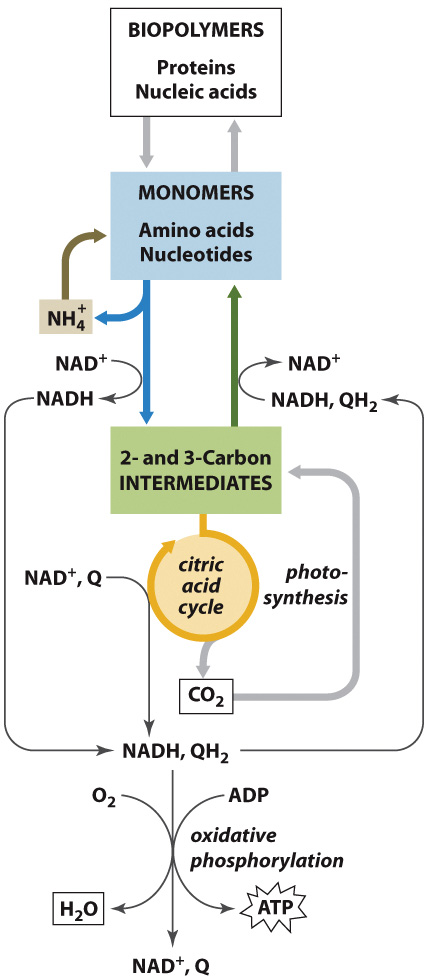 BIOPOLYMERS
Proteins
Nucleic acids
MONOMERS
Amino acids
Nucleotides
NH₄⁺
NAD⁺
NADH
NAD⁺
NADH, QH₂
2- and 3-Carbon
INTERMEDIATES
citric
acid
cycle
NAD⁺, Q
photo-
synthesis
CO₂
NADH, QH₂
O₂
ADP
oxidative
phosphorylation
H₂O
ATP
NAD⁺, Q